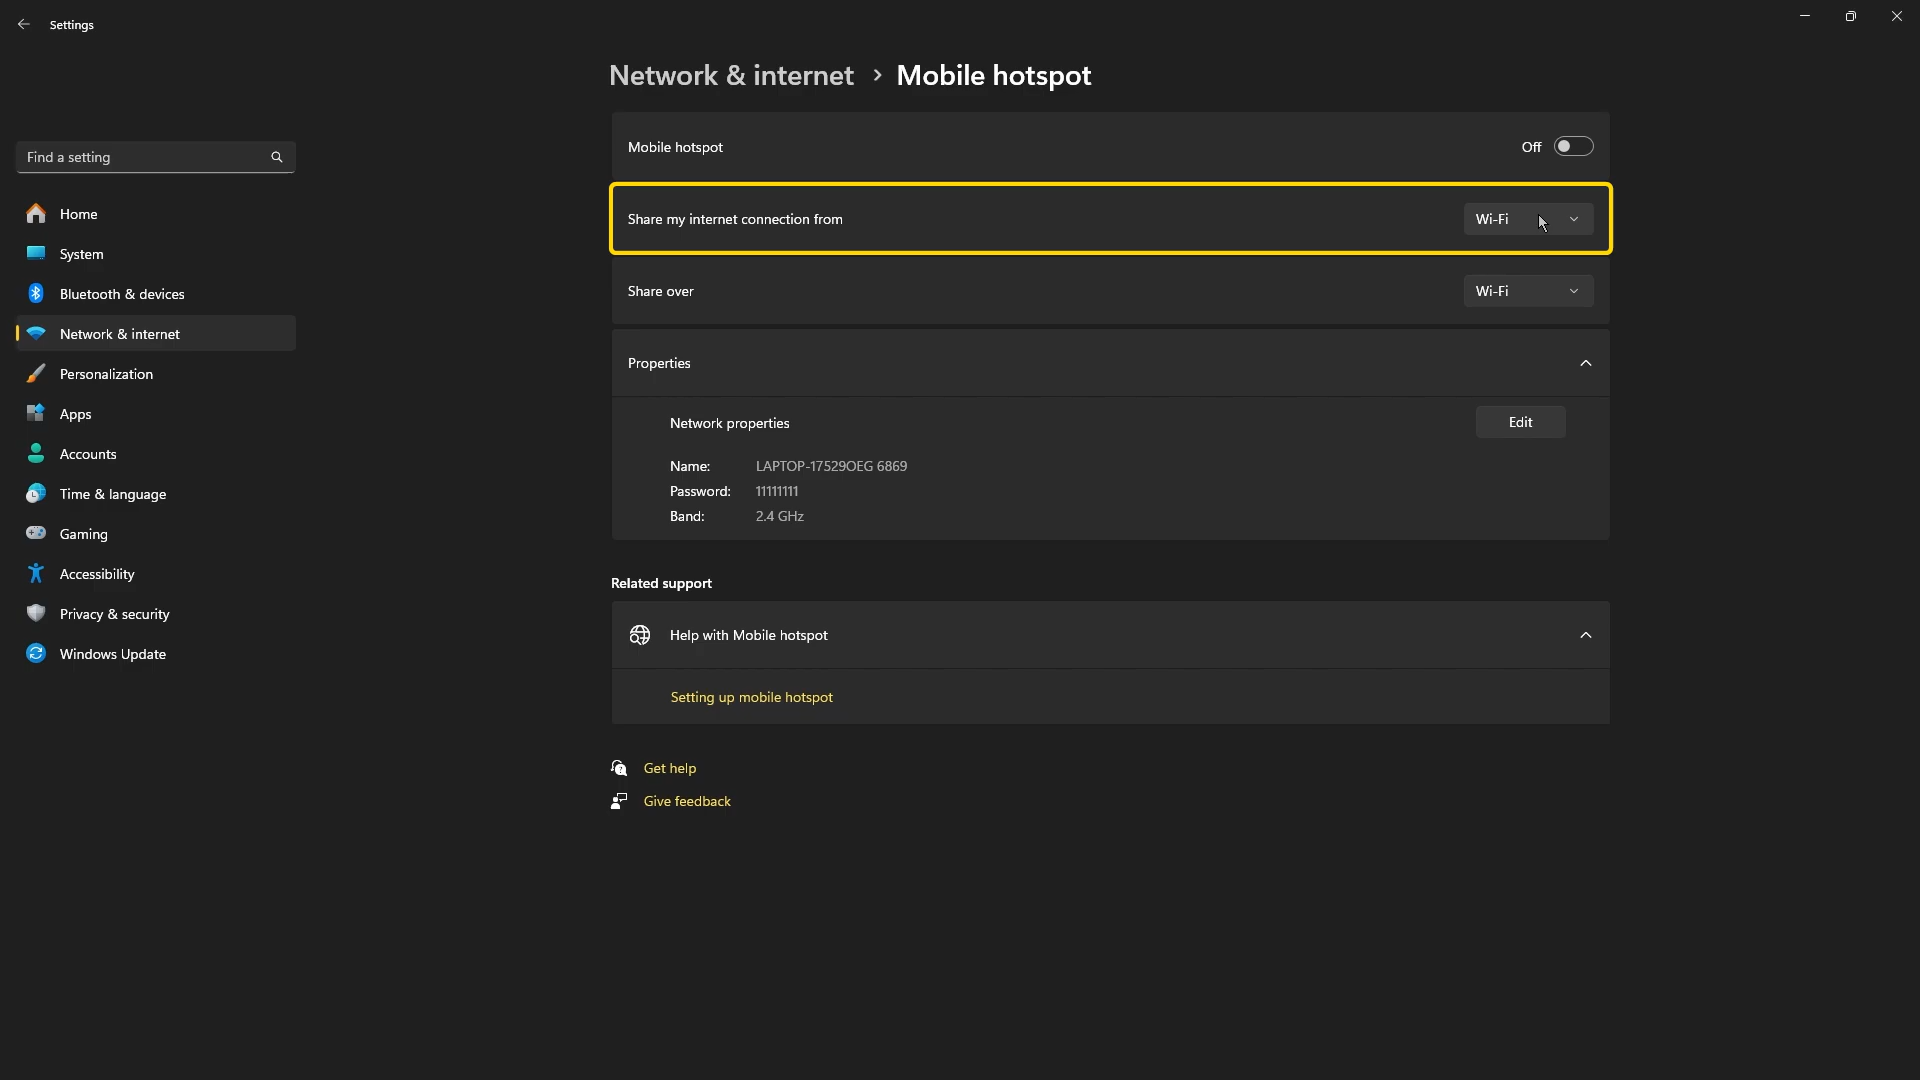 Settings
Network & internet > Mobile hotspot
Find a setting
Home
System
Bluetooth & devices
Network & internet
Personalization
Apps
Accounts
Time & language
Gaming
Accessibility
Privacy & security
Windows Update
Mobile hotspot Off
Share my internet connection from Wi-Fi
Share over Wi-Fi
Properties
Network properties Edit
Name: LAPTOP-17529OEG 6869
Password: 11111111
Band: 2.4 GHz
Related support
Help with Mobile hotspot
Setting up mobile hotspot
Get help
Give feedback